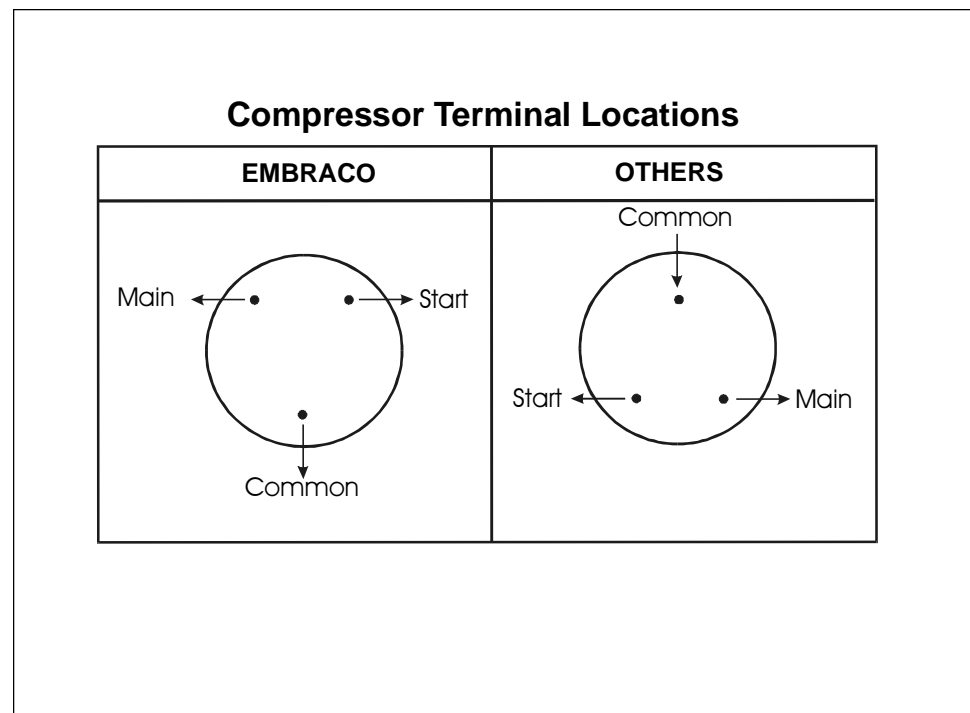 Compressor Terminal Locations
EMBRACO
OTHERS
Main
Start
Common
Common
Start
Main